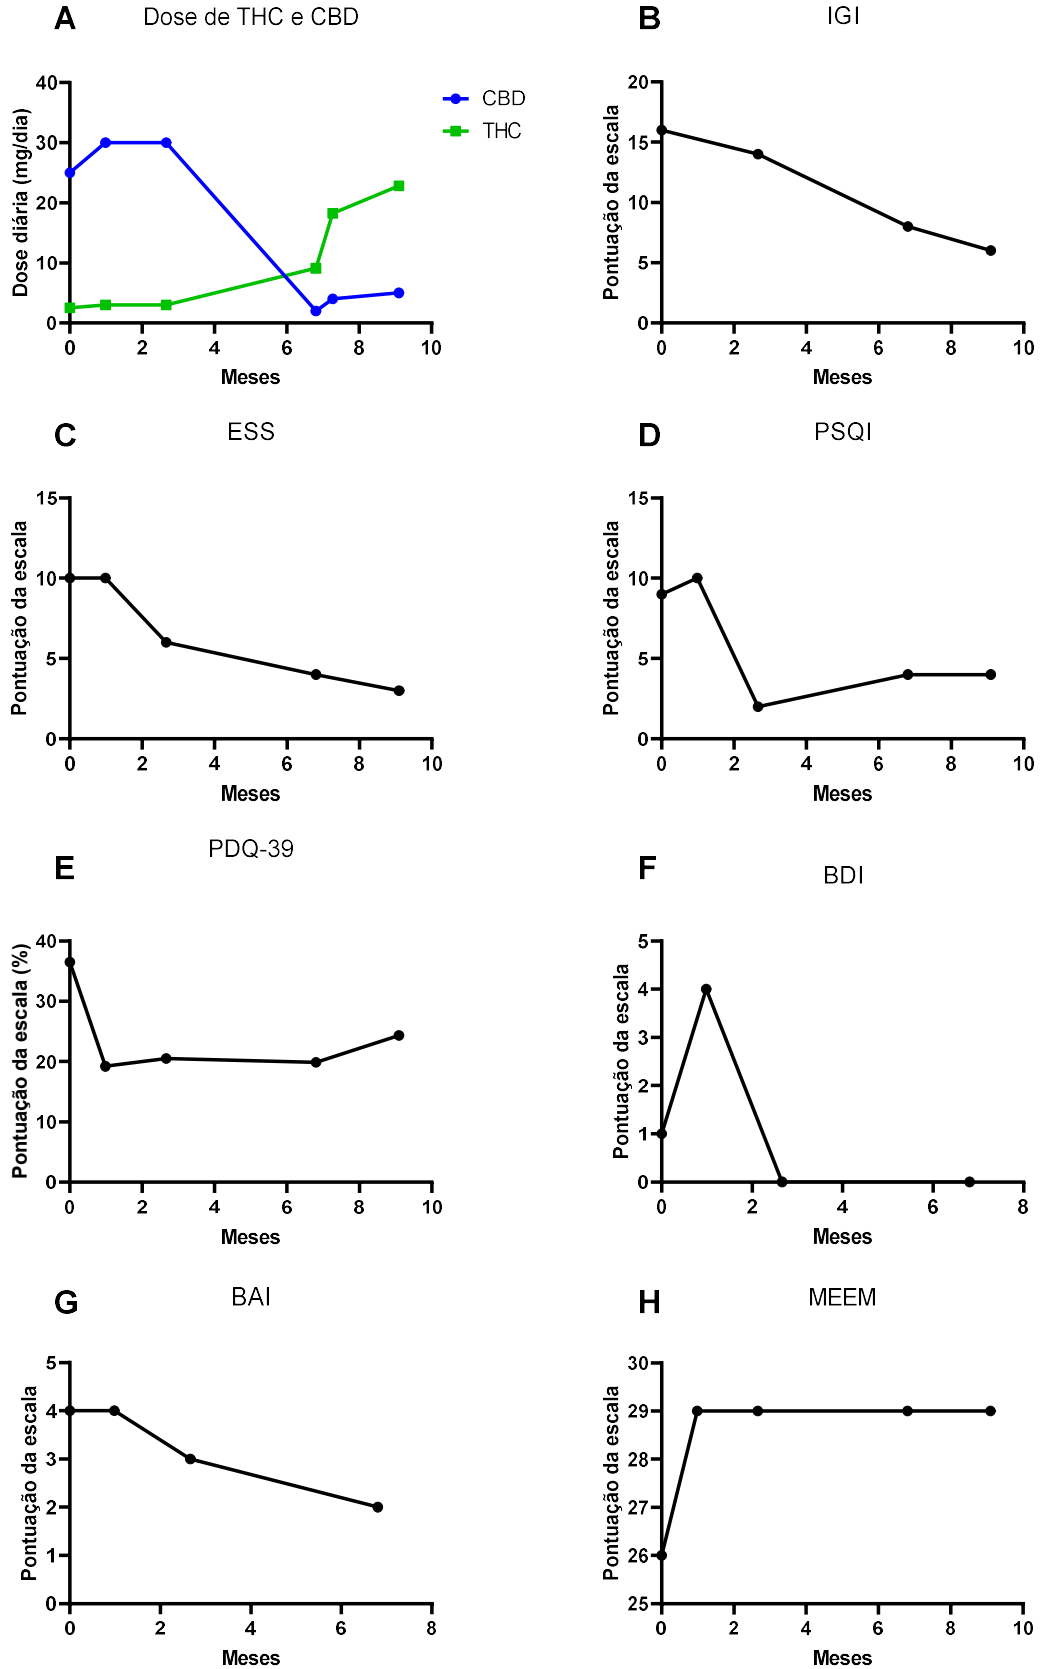 A
Dose de THC e CBD
40
30
20
10
0
Dose diária (mg/dia)
0 2 4 6 8 10
Meses
CBD
THC
B
IGI
20
15
10
5
0
Pontuação da escala
0 2 4 6 8 10
Meses
C
ESS
15
10
5
0
Pontuação da escala
0 2 4 6 8 10
Meses
D
PSQI
15
10
5
0
Pontuação da escala
0 2 4 6 8 10
Meses
E
PDQ-39
40
30
20
10
0
Pontuação da escala (%)
0 2 4 6 8 10
Meses
F
BDI
5
4
3
2
1
0
Pontuação da escala
0 2 4 6 8
Meses
G
BAI
5
4
3
2
1
0
Pontuação da escala
0 2 4 6 8
Meses
H
MEEM
30
29
28
27
26
25
Pontuação da escala
0 2 4 6 8 10
Meses